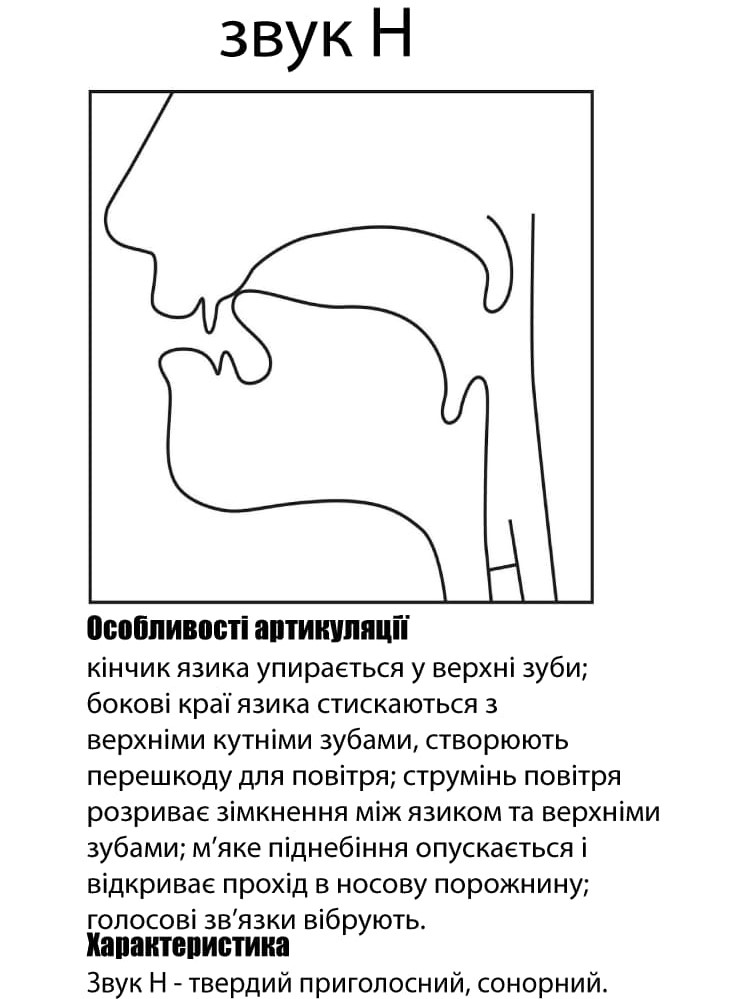 звук Н
Особливості артикуляції
кінчик язика упирається у верхні зуби;
бокові краї язика стискаються з
верхніми кутніми зубами, створюють
перешкоду для повітря; струмінь повітря
розриває зімкнення між язиком та верхніми
зубами; м’яке піднебіння опускається і
відкриває прохід в носову порожнину;
голосові зв’язки вібрують.
Характеристика
Звук Н - твердий приголосний, сонорний.